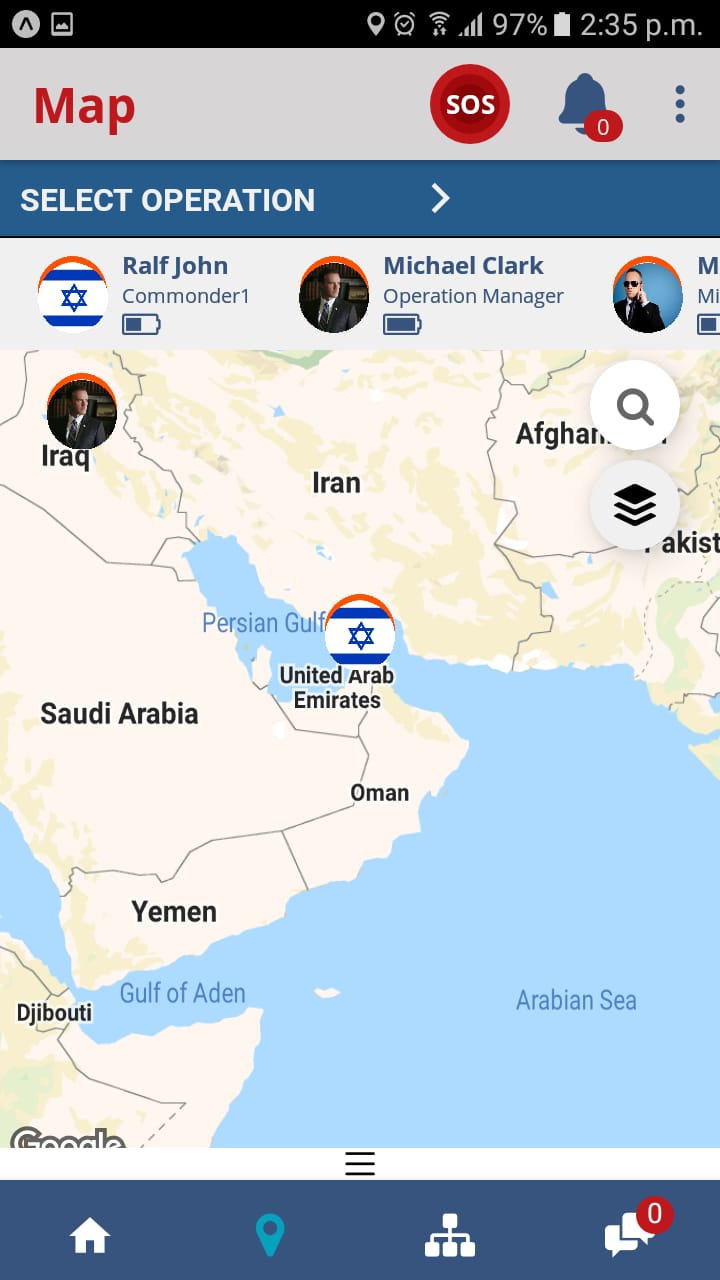 97% 2:35 p.m.
Map
SOS
0
SELECT OPERATION
Ralf John
Commonder1
Michael Clark
Operation Manager
M
Mi
Iraq
Iran
Afghan
Pakist
Persian Gulf
United Arab
Emirates
Saudi Arabia
Oman
Yemen
Gulf of Aden
Arabian Sea
Djibouti
Google
0